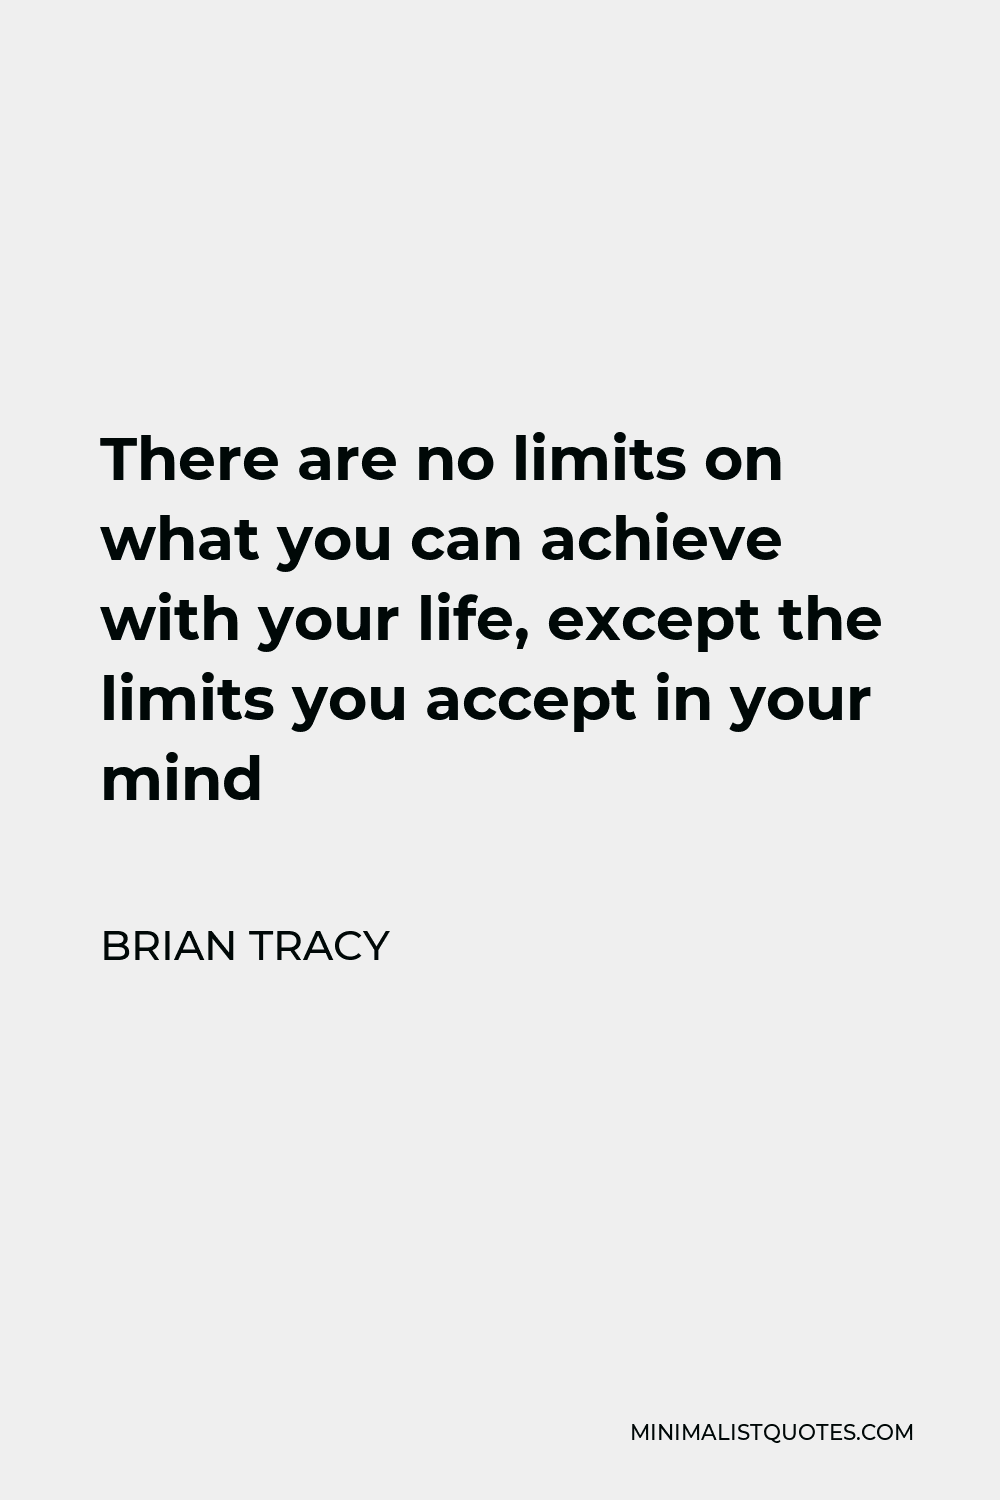 There are no limits on
what you can achieve
with your life, except the
limits you accept in your
mind
BRIAN TRACY
MINIMALISTQUOTES.COM